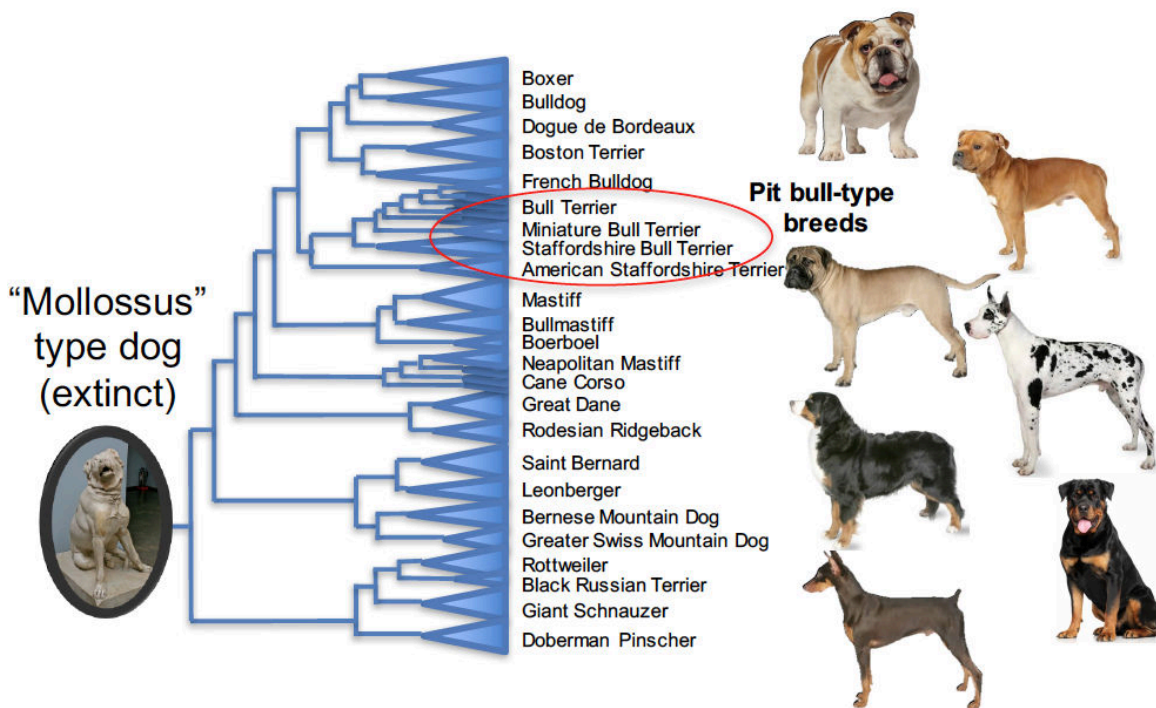 Boxer
Bulldog
Dogue de Bordeaux
Boston Terrier
French Bulldog
Bull Terrier
Miniature Bull Terrier
Staffordshire Bull Terrier
American Staffordshire Terrier
Mastiff
Bullmastiff
Boerboel
Neapolitan Mastiff
Cane Corso
Great Dane
Rodesian Ridgeback
Saint Bernard
Leonberger
Bernese Mountain Dog
Greater Swiss Mountain Dog
Rottweiler
Black Russian Terrier
Giant Schnauzer
Doberman Pinscher
Pit bull-type
breeds
“Mollossus”
type dog
(extinct)